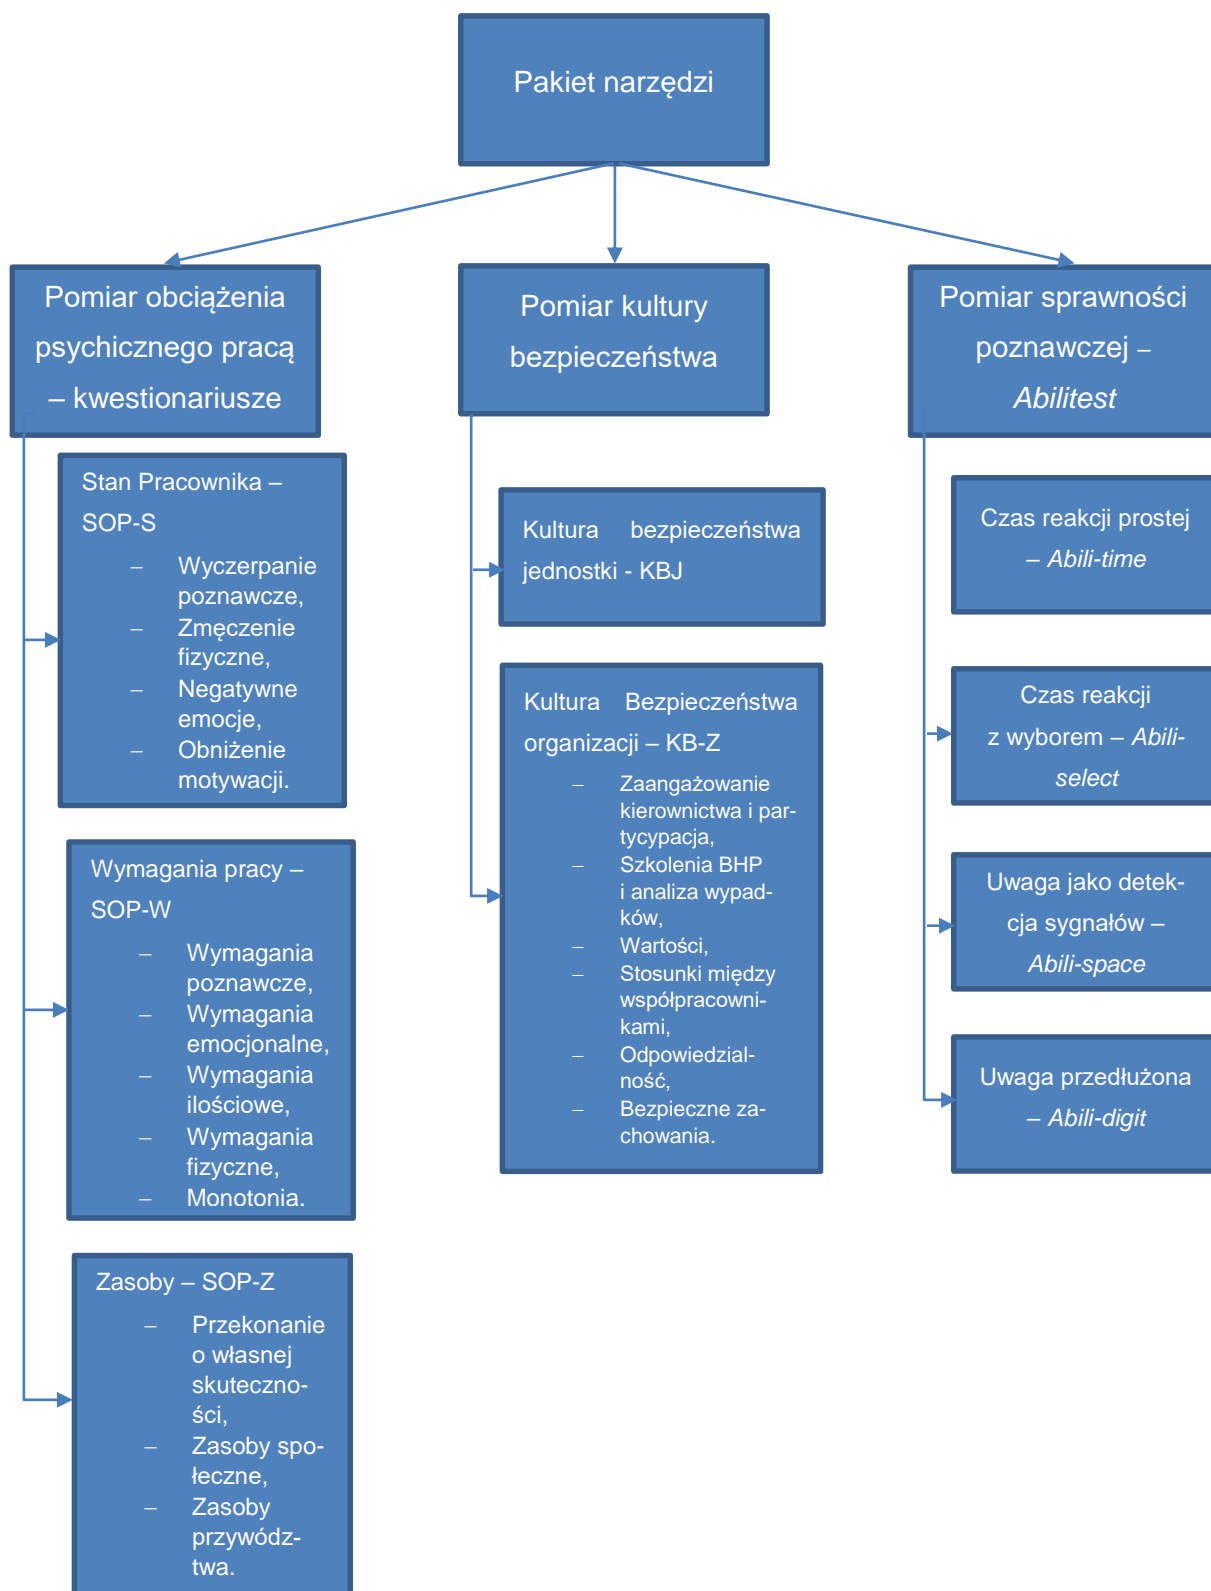 Pakiet narzędzi
Pomiar obciążenia
psychicznego pracą
– kwestionariusze
Stan Pracownika –
SOP-S
– Wyczerpanie
poznawcze,
– Zmęczenie
fizyczne,
– Negatywne
emocje,
– Obniżenie
motywacji.
Wymagania pracy –
SOP-W
– Wymagania
poznawcze,
– Wymagania
emocjonalne,
– Wymagania
ilościowe,
– Wymagania
fizyczne,
– Monotonia.
Zasoby – SOP-Z
– Przekonanie
o własnej
skuteczno-
ści,
– Zasoby spo-
łeczne,
– Zasoby
przywódz-
twa.
Pomiar kultury
bezpieczeństwa
Kultura bezpieczeństwa
jednostki - KBJ
Kultura Bezpieczeństwa
organizacji – KB-Z
– Zaangażowanie
kierownictwa i par-
tycypacja,
– Szkolenia BHP
i analiza wypad-
ków,
– Wartości,
– Stosunki między
współpracowni-
kami,
– Odpowiedzial-
ność,
– Bezpieczne za-
chowania.
Pomiar sprawności
poznawczej –
Abilitest
Czas reakcji prostej
– Abili-time
Czas reakcji
z wyborem – Abili-
select
Uwaga jako detek-
cja sygnałów –
Abili-space
Uwaga przedłużona
– Abili-digit